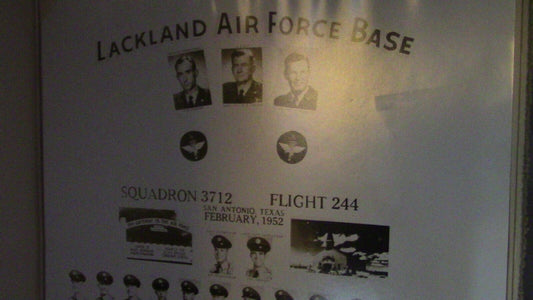 LACKLAND AIR FORCE BASE
SQUADRON 3712 FLIGHT 244
SAN ANTONIO, TEXAS
FEBRUARY, 1952